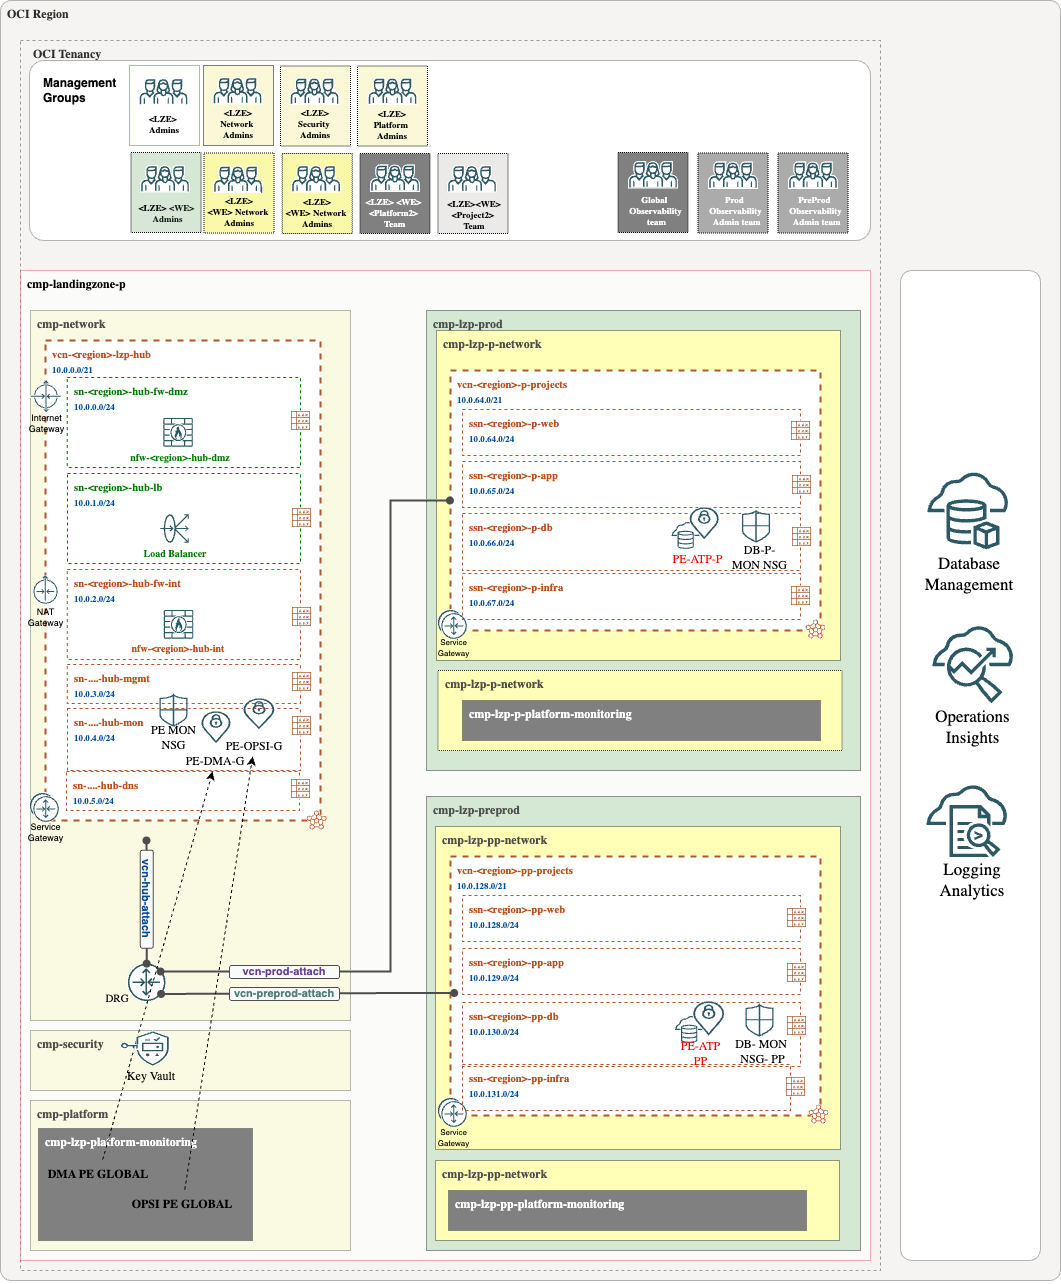 OCI Region
OCI Tenancy
Management
Groups
<LZE>
Admins
<LZE>
Network
Admins
<LZE>
Security
Admins
<LZE>
Platform
Admins
<LZE> <WE>
Admins
<LZE>
<WE> Network
Admins
<LZE>
<WE> Network
Admins
<LZE> <WE>
<Platform2>
Team
<LZE><WE>
<Project2>
Team
Global
Observability
team
Prod
Observability
Admin team
PreProd
Observability
Admin team
cmp-landingzone-p
cmp-network
vcn-<region>-lzp-hub
10.0.0.0/21
Internet
Gateway
sn-<region>-hub-fw-dmz
10.0.0.0/24
nfw-<region>-hub-dmz
sn-<region>-hub-lb
10.0.1.0/24
Load Balancer
NAT
Gateway
sn-<region>-hub-fw-int
10.0.2.0/24
nfw-<region>-hub-int
sn-....-hub-mgmt
10.0.3.0/24
sn-....-hub-mon
10.0.4.0/24
PE MON
NSG
PE-OPSI-G
PE-DMA-G
sn-....-hub-dns
10.0.5.0/24
Service
Gateway
vcn-hub-attach
DRG
vcn-prod-attach
vcn-preprod-attach
cmp-security
Key Vault
cmp-platform
cmp-lzp-platform-monitoring
DMA PE GLOBAL
OPSI PE GLOBAL
cmp-lzp-prod
cmp-lzp-p-network
vcn-<region>-p-projects
10.0.64.0/21
ssn-<region>-p-web
10.0.64.0/24
ssn-<region>-p-app
10.0.65.0/24
ssn-<region>-p-db
10.0.66.0/24
PE-ATP-P
DB-P-
MON NSG
ssn-<region>-p-infra
10.0.67.0/24
Service
Gateway
cmp-lzp-p-network
cmp-lzp-p-platform-monitoring
cmp-lzp-preprod
cmp-lzp-pp-network
vcn-<region>-pp-projects
10.0.128.0/21
ssn-<region>-pp-web
10.0.128.0/24
ssn-<region>-pp-app
10.0.129.0/24
ssn-<region>-pp-db
10.0.130.0/24
PE-ATP
PP
DB- MON
NSG- PP
ssn-<region>-pp-infra
10.0.131.0/24
Service
Gateway
cmp-lzp-pp-network
cmp-lzp-pp-platform-monitoring
Database
Management
Operations
Insights
Logging
Analytics